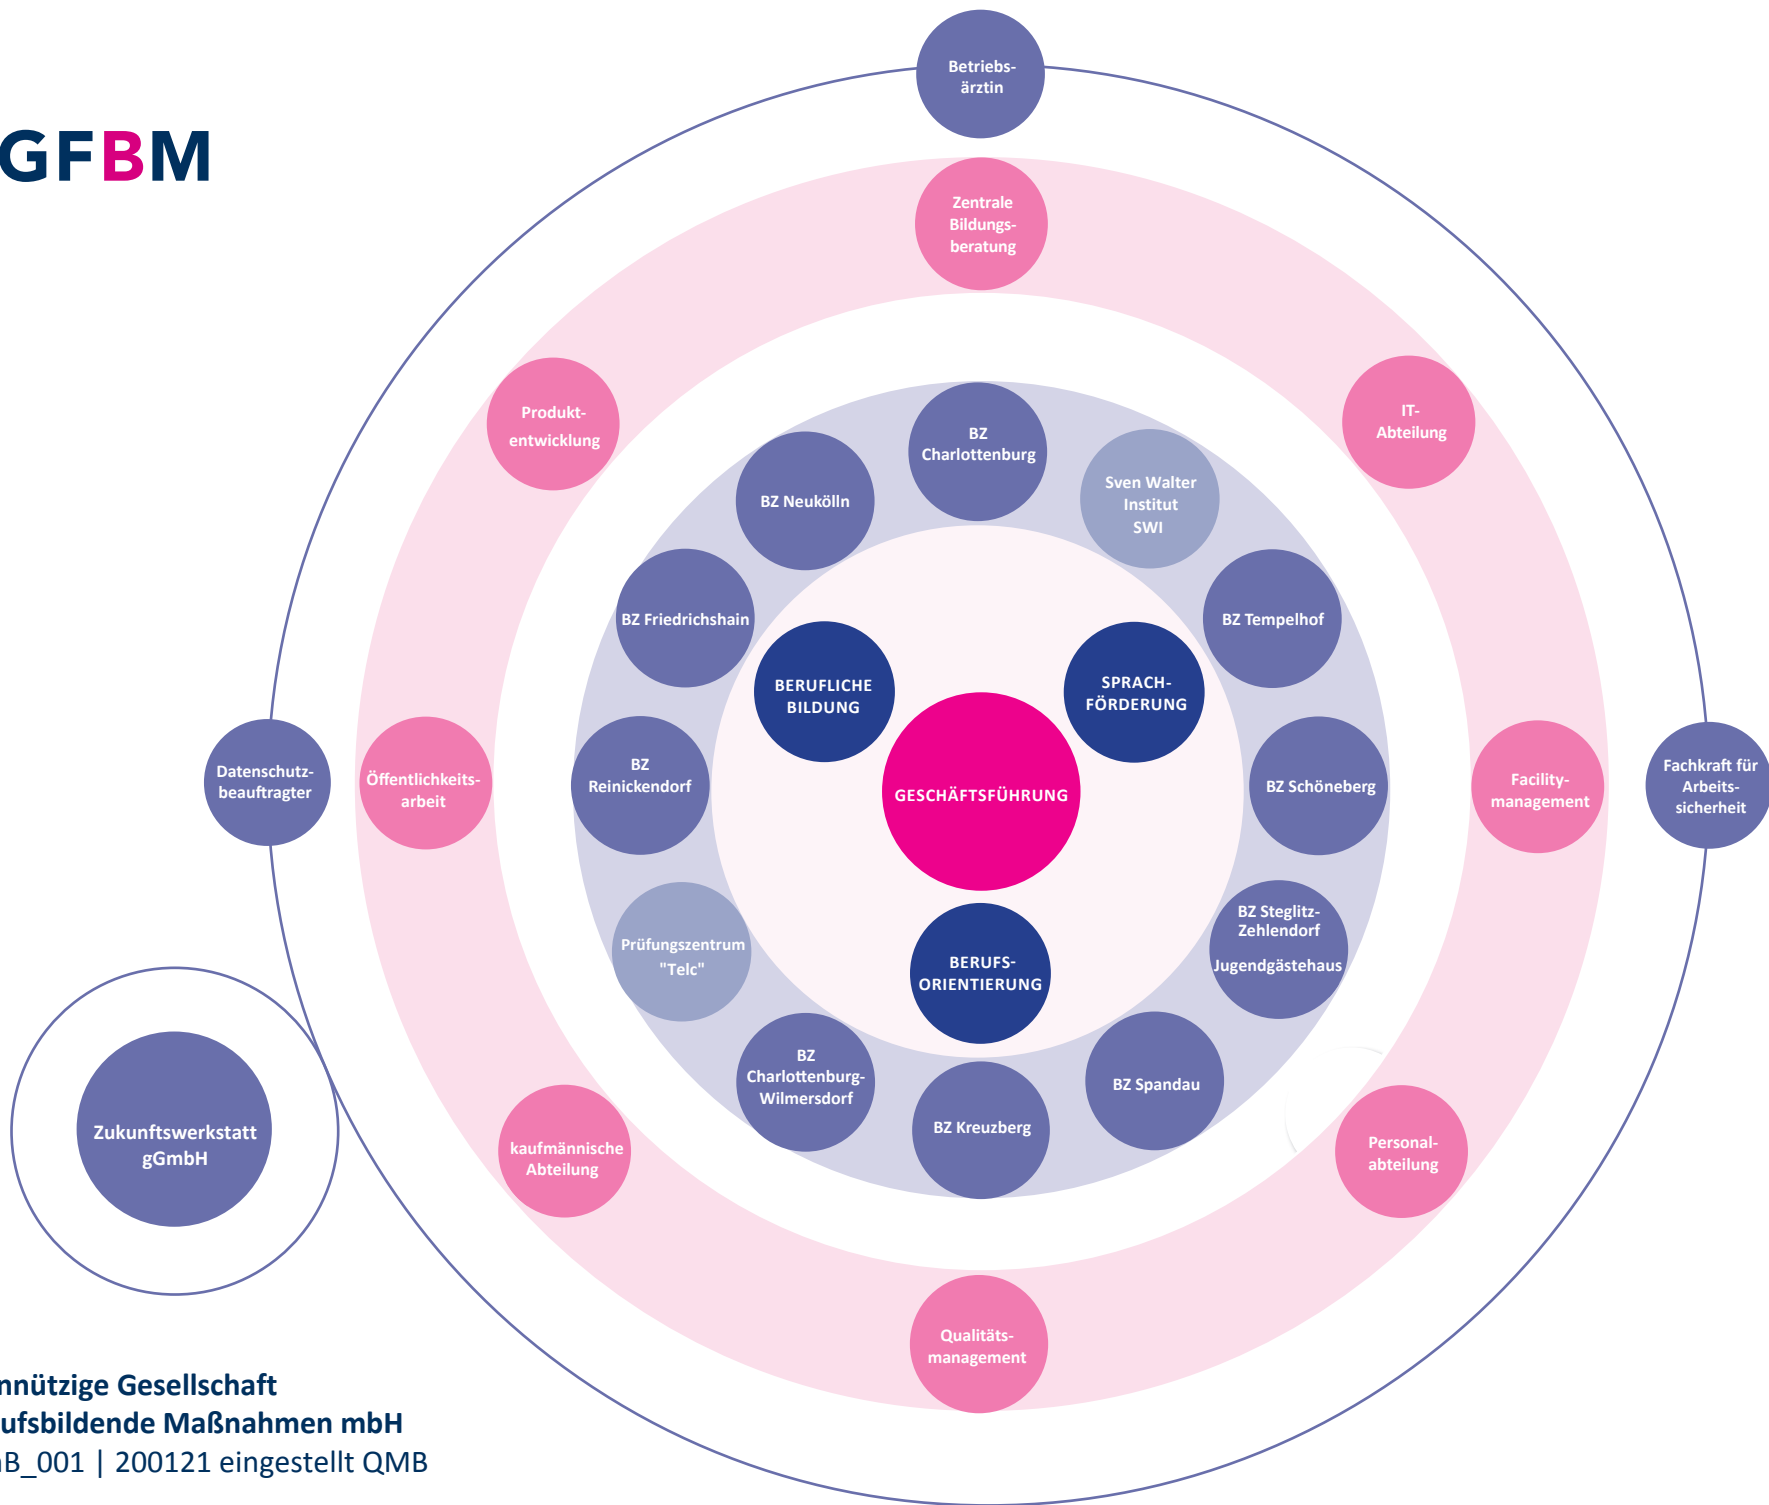 Betriebs-
ärztin
GFBM
Zentrale
Bildungs-
beratung
Produkt-
entwicklung
IT-
Abteilung
BZ
Charlottenburg
Sven Walter
Institut
SWI
BZ Neukölln
BZ Friedrichshain
BZ Tempelhof
BERUFLICHE
BILDUNG
SPRACH-
FÖRDERUNG
Datenschutz-
beauftragter
Öffentlichkeits-
arbeit
BZ
Reinickendorf
GESCHÄFTSFÜHRUNG
BZ Schöneberg
Facility-
management
Fachkraft für
Arbeits-
sicherheit
Prüfungszentrum
"Telc"
BERUFS-
ORIENTIERUNG
BZ Steglitz-
Zehlendorf
Jugendgästehaus
BZ
Charlottenburg-
Wilmersdorf
BZ Kreuzberg
BZ Spandau
Zukunftswerkstatt
gGmbH
kaufmännische
Abteilung
Personal-
abteilung
Qualitäts-
management
nnützige Gesellschaft
ufsbildende Maßnahmen mbH
B_001 | 200121 eingestellt QMB